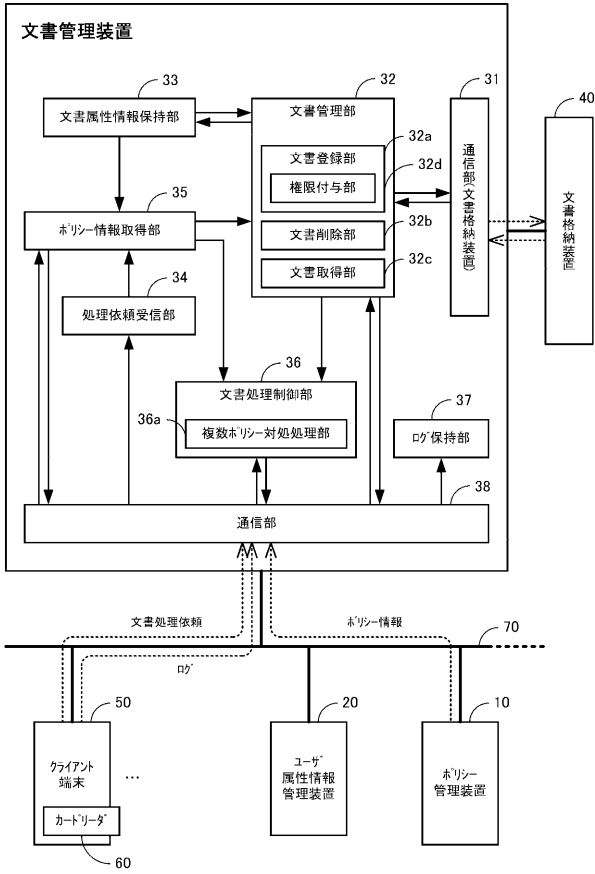 文書管理装置
33
文書属性情報保持部
32
文書管理部
32a
文書登録部
32d
権限付与部
32b
文書削除部
32c
文書取得部
31
通信部(文書格納装置)
40
文書格納装置
35
ﾎﾟﾘｼｰ情報取得部
34
処理依頼受信部
36
文書処理制御部
36a
複数ﾎﾟﾘｼｰ対処処理部
37
ﾛｸﾞ保持部
38
通信部
文書処理依頼
ﾎﾟﾘｼｰ情報
70
ﾛｸﾞ
50
ｸﾗｲｱﾝﾄ
端末
…
ｶｰﾄﾞﾘｰﾀﾞ
60
20
ﾕｰｻﾞ
属性情報
管理装置
10
ﾎﾟﾘｼｰ
管理装置